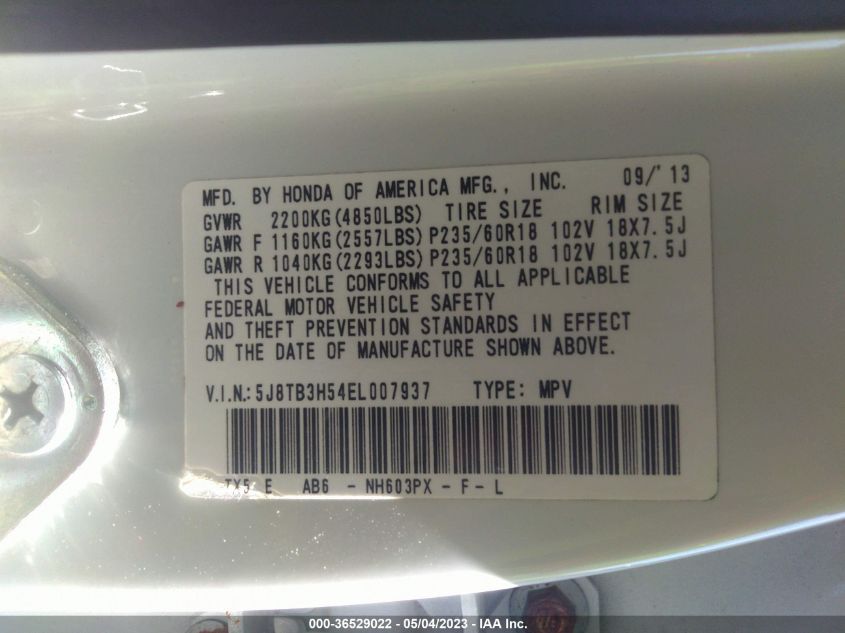 MFD. BY HONDA OF AMERICA MFG., INC. 09/'13
GVWR 2200KG(4850LBS) TIRE SIZE RIM SIZE
GAWR F 1160KG(2557LBS) P235/60R18 102V 18X7.5J
GAWR R 1040KG(2293LBS) P235/60R18 102V 18X7.5J
THIS VEHICLE CONFORMS TO ALL APPLICABLE
FEDERAL MOTOR VEHICLE SAFETY
AND THEFT PREVENTION STANDARDS IN EFFECT
ON THE DATE OF MANUFACTURE SHOWN ABOVE.
V.I.N.: 5J8TB3H54EL007937 TYPE: MPV
TX5 E AB6 - NH603PX - F - L
000-36529022 - 05/04/2023 - © IAA Inc.